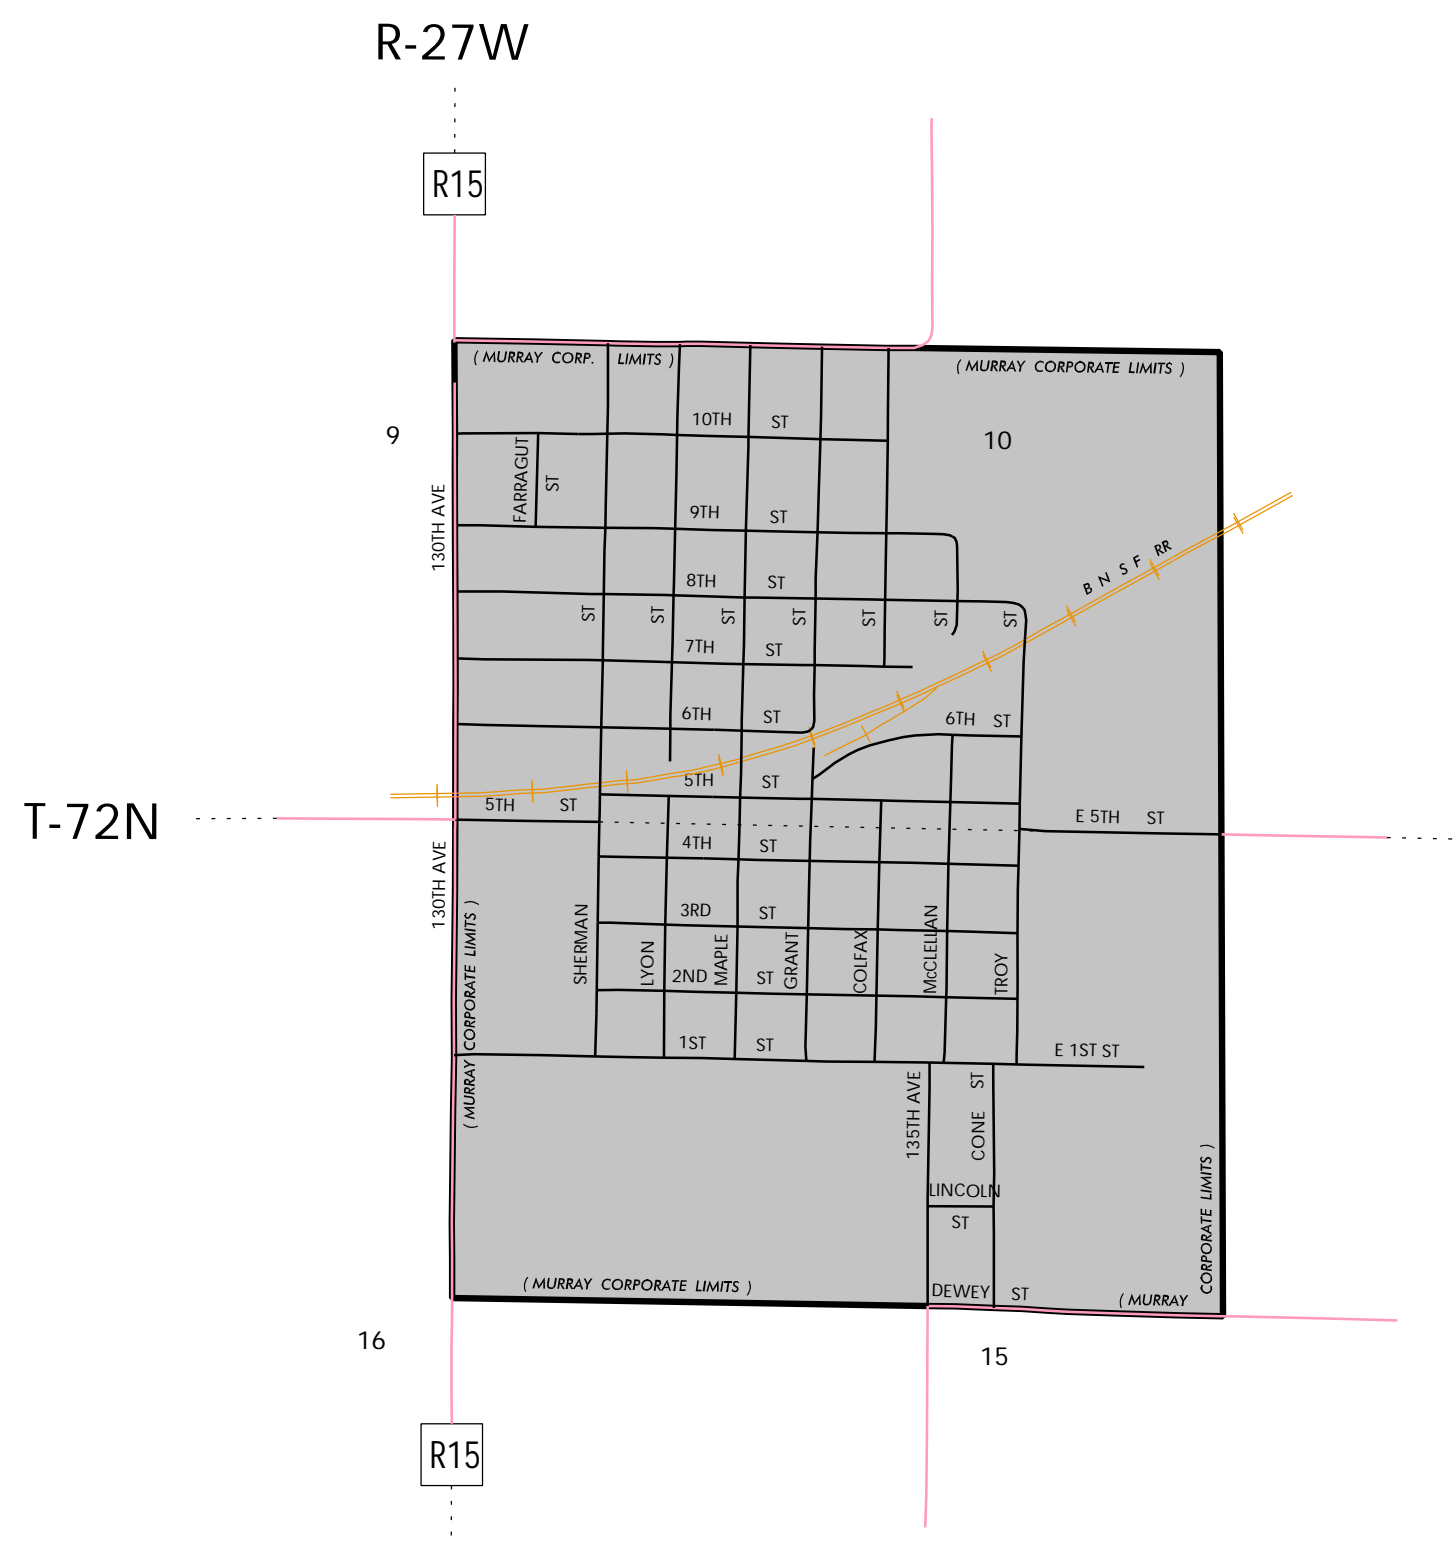 R-27W
R15
( MURRAY CORP. LIMITS )
( MURRAY CORPORATE LIMITS )
10TH ST
9
10
FARRAGUT ST
130TH AVE
9TH ST
B N S F RR
8TH ST
ST ST ST ST ST ST ST
7TH ST
6TH ST
6TH ST
5TH ST
5TH ST
E 5TH ST
T-72N
4TH ST
130TH AVE
3RD ST
SHERMAN
LYON
MAPLE
GRANT
COLFAX
McCLELLAN
TROY
2ND ST
( MURRAY CORPORATE LIMITS )
1ST ST
E 1ST ST
135TH AVE
CONE ST
LINCOLN
ST
( MURRAY CORPORATE LIMITS )
DEWEY ST
( MURRAY
CORPORATE LIMITS )
16
15
R15